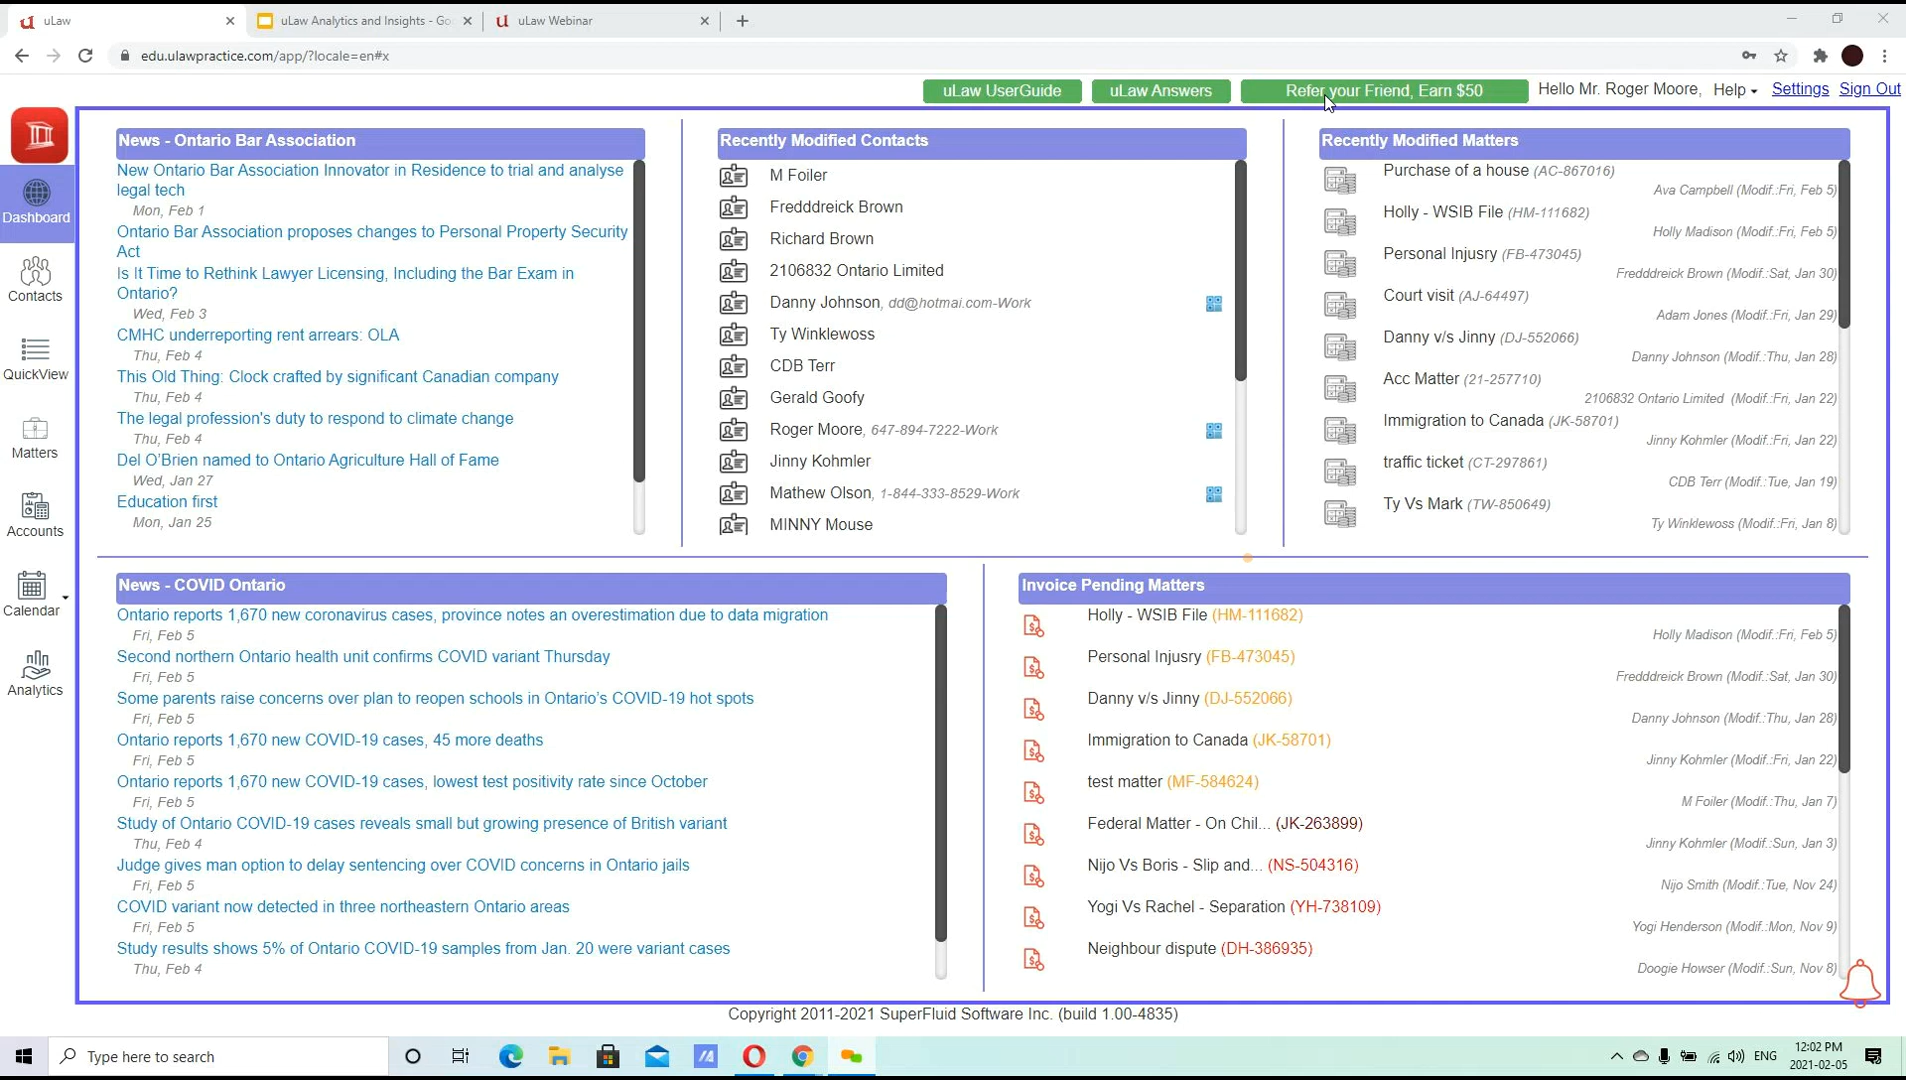 uLaw
uLaw Analytics and Insights - Go
uLaw Webinar
edu.ulawpractice.com/app/?locale=en#x
uLaw UserGuide
uLaw Answers
Refer your Friend, Earn $50
Hello Mr. Roger Moore,
Help
Settings
Sign Out
Dashboard
Contacts
QuickView
Matters
Accounts
Calendar
Analytics
News - Ontario Bar Association
New Ontario Bar Association Innovator in Residence to trial and analyse
legal tech
Mon, Feb 1
Ontario Bar Association proposes changes to Personal Property Security
Act
Is It Time to Rethink Lawyer Licensing, Including the Bar Exam in
Ontario?
Wed, Feb 3
CMHC underreporting rent arrears: OLA
Thu, Feb 4
This Old Thing: Clock crafted by significant Canadian company
Thu, Feb 4
The legal profession's duty to respond to climate change
Thu, Feb 4
Del O'Brien named to Ontario Agriculture Hall of Fame
Wed, Jan 27
Education first
Mon, Jan 25
Recently Modified Contacts
M Foiler
Fredddreick Brown
Richard Brown
2106832 Ontario Limited
Danny Johnson, dd@hotmai.com-Work
Ty Winklewoss
CDB Terr
Gerald Goofy
Roger Moore, 647-894-7222-Work
Jinny Kohmler
Mathew Olson, 1-844-333-8529-Work
MINNY Mouse
Recently Modified Matters
Purchase of a house (AC-867016)
Ava Campbell (Modif.:Fri, Feb 5)
Holly - WSIB File (HM-111682)
Holly Madison (Modif.:Fri, Feb 5)
Personal Injusry (FB-473045)
Fredddreick Brown (Modif.:Sat, Jan 30)
Court visit (AJ-64497)
Adam Jones (Modif.:Fri, Jan 29)
Danny v/s Jinny (DJ-552066)
Danny Johnson (Modif.:Thu, Jan 28)
Acc Matter (21-257710)
2106832 Ontario Limited (Modif.:Fri, Jan 22)
Immigration to Canada (JK-58701)
Jinny Kohmler (Modif.:Fri, Jan 22)
traffic ticket (CT-297861)
CDB Terr (Modif.:Tue, Jan 19)
Ty Vs Mark (TW-850649)
Ty Winklewoss (Modif.:Fri, Jan 8)
News - COVID Ontario
Ontario reports 1,670 new coronavirus cases, province notes an overestimation due to data migration
Fri, Feb 5
Second northern Ontario health unit confirms COVID variant Thursday
Fri, Feb 5
Some parents raise concerns over plan to reopen schools in Ontario's COVID-19 hot spots
Fri, Feb 5
Ontario reports 1,670 new COVID-19 cases, 45 more deaths
Fri, Feb 5
Ontario reports 1,670 new COVID-19 cases, lowest test positivity rate since October
Fri, Feb 5
Study of Ontario COVID-19 cases reveals small but growing presence of British variant
Thu, Feb 4
Judge gives man option to delay sentencing over COVID concerns in Ontario jails
Fri, Feb 5
COVID variant now detected in three northeastern Ontario areas
Fri, Feb 5
Study results shows 5% of Ontario COVID-19 samples from Jan. 20 were variant cases
Thu, Feb 4
Invoice Pending Matters
Holly - WSIB File (HM-111682)
Holly Madison (Modif.:Fri, Feb 5)
Personal Injusry (FB-473045)
Fredddreick Brown (Modif.:Sat, Jan 30)
Danny v/s Jinny (DJ-552066)
Danny Johnson (Modif.:Thu, Jan 28)
Immigration to Canada (JK-58701)
Jinny Kohmler (Modif.:Fri, Jan 22)
test matter (MF-584624)
M Foiler (Modif.:Thu, Jan 7)
Federal Matter - On Chil... (JK-263899)
Jinny Kohmler (Modif.:Sun, Jan 3)
Nijo Vs Boris - Slip and... (NS-504316)
Nijo Smith (Modif.:Tue, Nov 24)
Yogi Vs Rachel - Separation (YH-738109)
Yogi Henderson (Modif.:Mon, Nov 9)
Neighbour dispute (DH-386935)
Doogie Howser (Modif.:Sun, Nov 8)
Copyright 2011-2021 SuperFluid Software Inc. (build 1.00-4835)
Type here to search
ENG
12:02 PM
2021-02-05